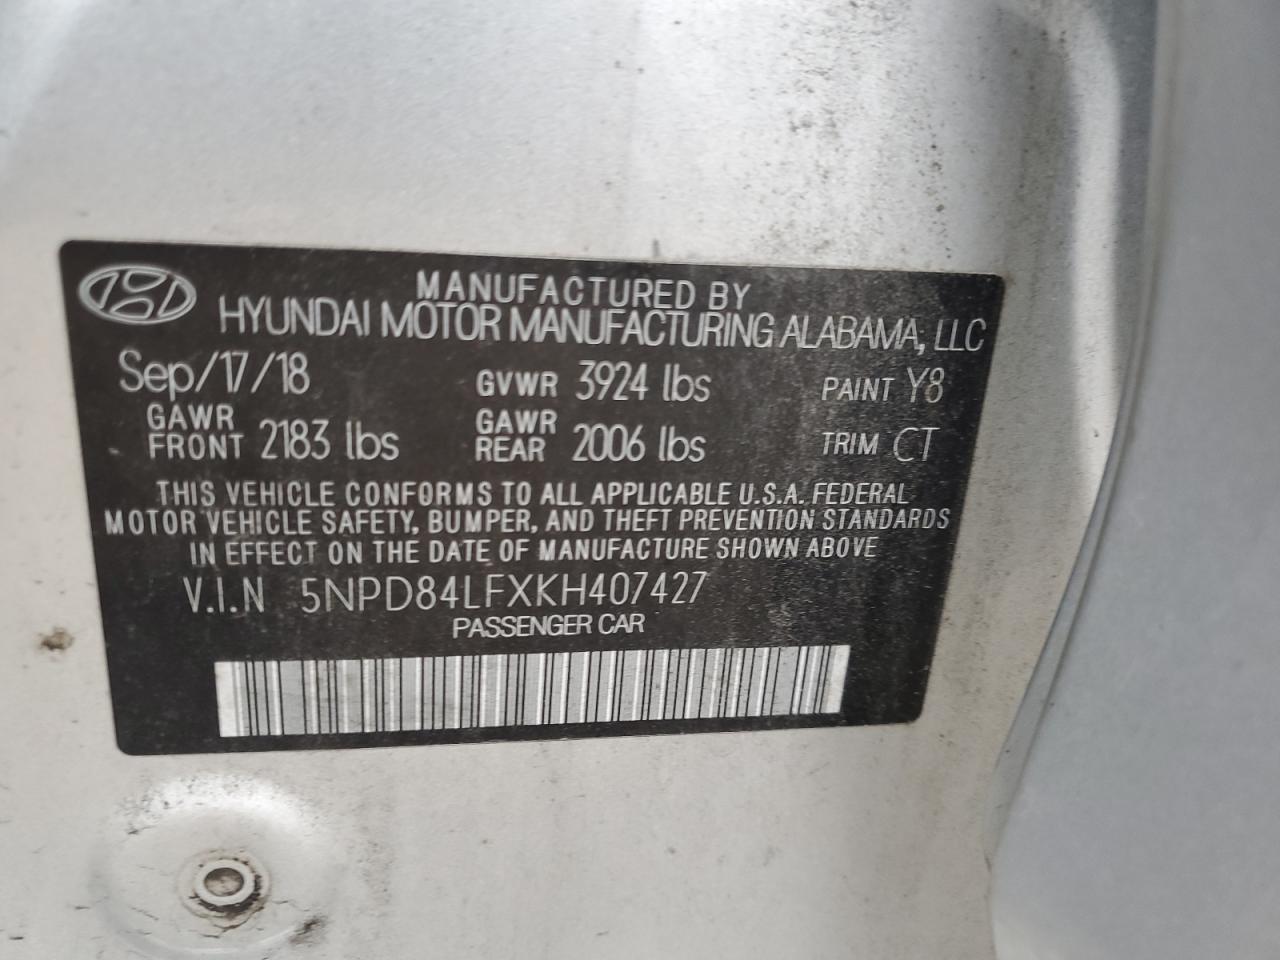 MANUFACTURED BY
HYUNDAI MOTOR MANUFACTURING ALABAMA, LLC
Sep/17/18 GVWR 3924 lbs PAINT Y8
GAWR FRONT 2183 lbs GAWR REAR 2006 lbs TRIM CT
THIS VEHICLE CONFORMS TO ALL APPLICABLE U.S.A. FEDERAL
MOTOR VEHICLE SAFETY, BUMPER, AND THEFT PREVENTION STANDARDS
IN EFFECT ON THE DATE OF MANUFACTURE SHOWN ABOVE
V.I.N 5NPD84LFXKH407427
PASSENGER CAR